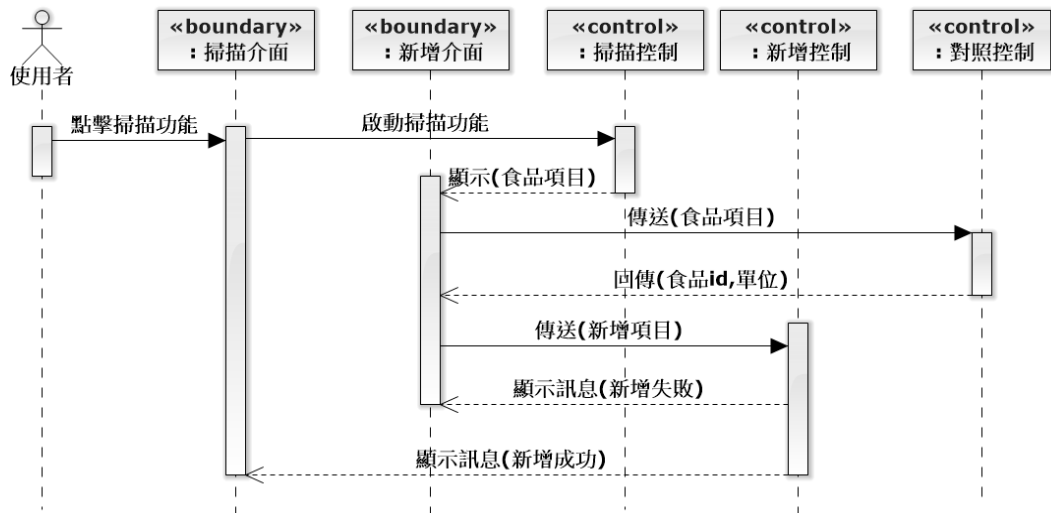 使用者
«boundary»
: 掃描介面
«boundary»
: 新增介面
«control»
: 掃描控制
«control»
: 新增控制
«control»
: 對照控制
點擊掃描功能
啟動掃描功能
顯示(食品項目)
傳送(食品項目)
回傳(食品id,單位)
傳送(新增項目)
顯示訊息(新增失敗)
顯示訊息(新增成功)